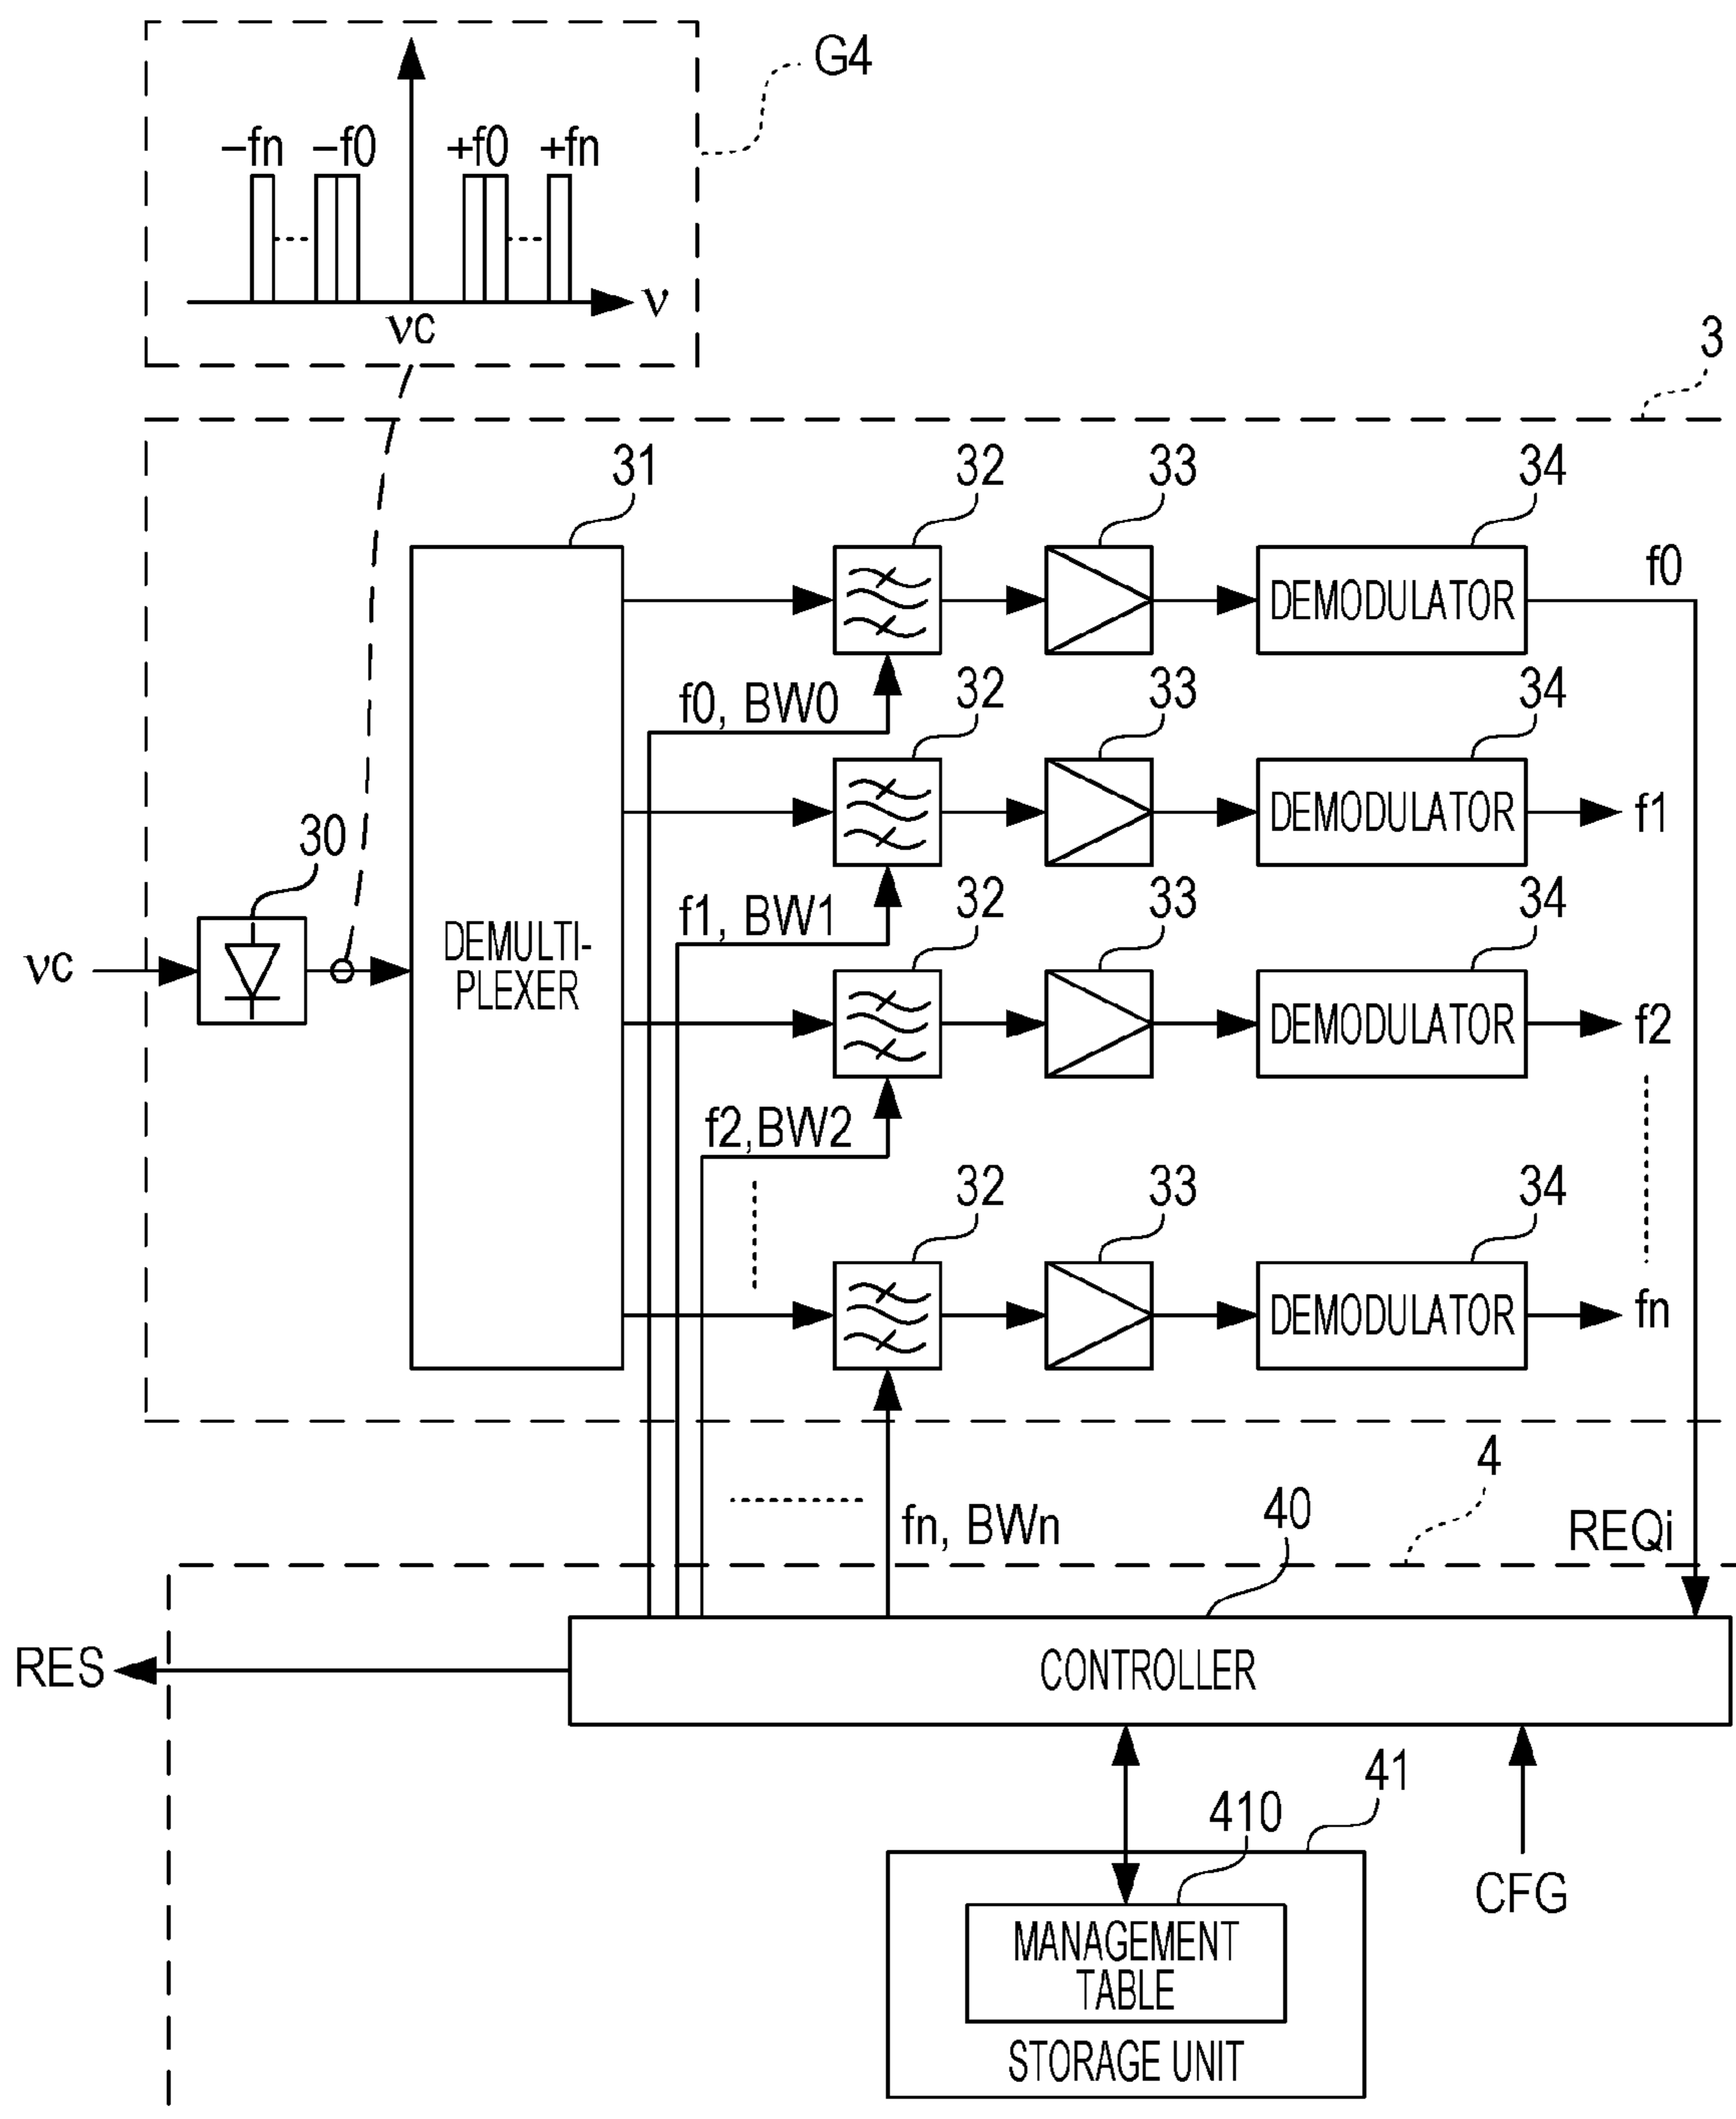 G4
−fn −f0 +f0 +fn
ν
νc
3
31 32 33 34
DEMODULATOR f0
f0, BW0
32 33 34
DEMODULATOR f1
30
f1, BW1
32 33 34
νc
DEMULTI-
PLEXER
DEMODULATOR f2
f2,BW2
32 33 34
DEMODULATOR fn
4
fn, BWn
40
REQi
RES
CONTROLLER
41
410
CFG
MANAGEMENT
TABLE
STORAGE UNIT